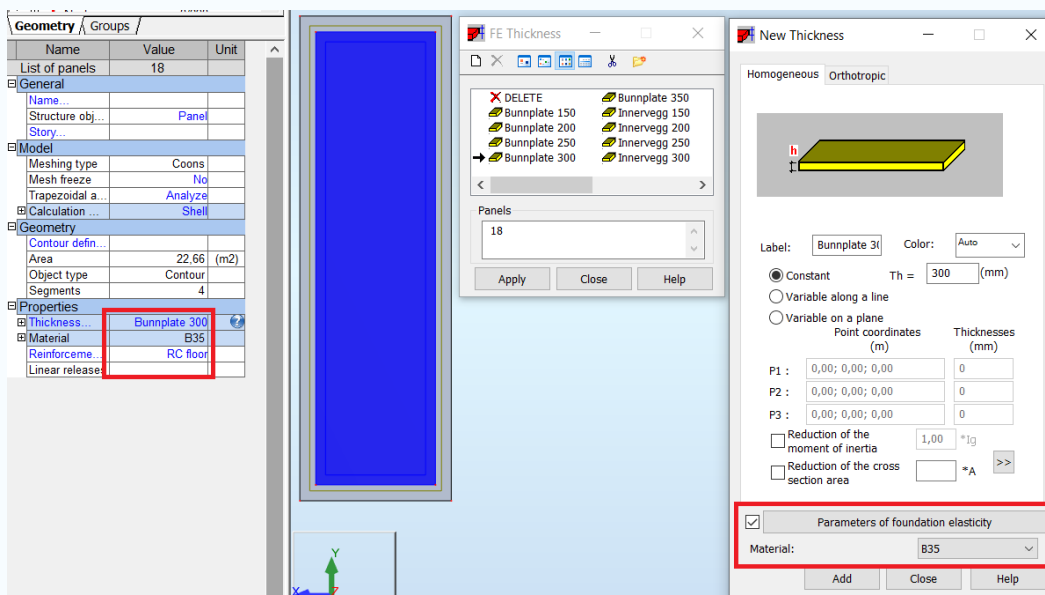 Geometry Groups
Name Value Unit
List of panels 18
General
Name...
Structure obj... Panel
Story...
Model
Meshing type Coons
Mesh freeze No
Trapezoidal a... Analyze
Calculation ... Shell
Geometry
Contour defin...
Area 22,66 (m2)
Object type Contour
Segments 4
Properties
Thickness... Bunnplate 300
Material B35
Reinforceme... RC floor
Linear releases
Y
X
Z
FE Thickness
DELETE Bunnplate 350
Bunnplate 150 Innervegg 150
Bunnplate 200 Innervegg 200
Bunnplate 250 Innervegg 250
Bunnplate 300 Innervegg 300
Panels
18
Apply Close Help
New Thickness
Homogeneous Orthotropic
h
Label: Bunnplate 3( Color: Auto
Constant Th = 300 (mm)
Variable along a line
Variable on a plane
Point coordinates Thicknesses
(m) (mm)
P1 : 0,00; 0,00; 0,00 0
P2 : 0,00; 0,00; 0,00 0
P3 : 0,00; 0,00; 0,00 0
Reduction of the
moment of inertia 1,00 *Ig
Reduction of the cross
section area *A >>
Parameters of foundation elasticity
Material: B35
Add Close Help